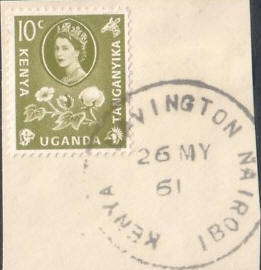 10c
KENYA
UGANDA
TANGANYIKA
VINGTON NAIROBI
26 MY
61
KENYA